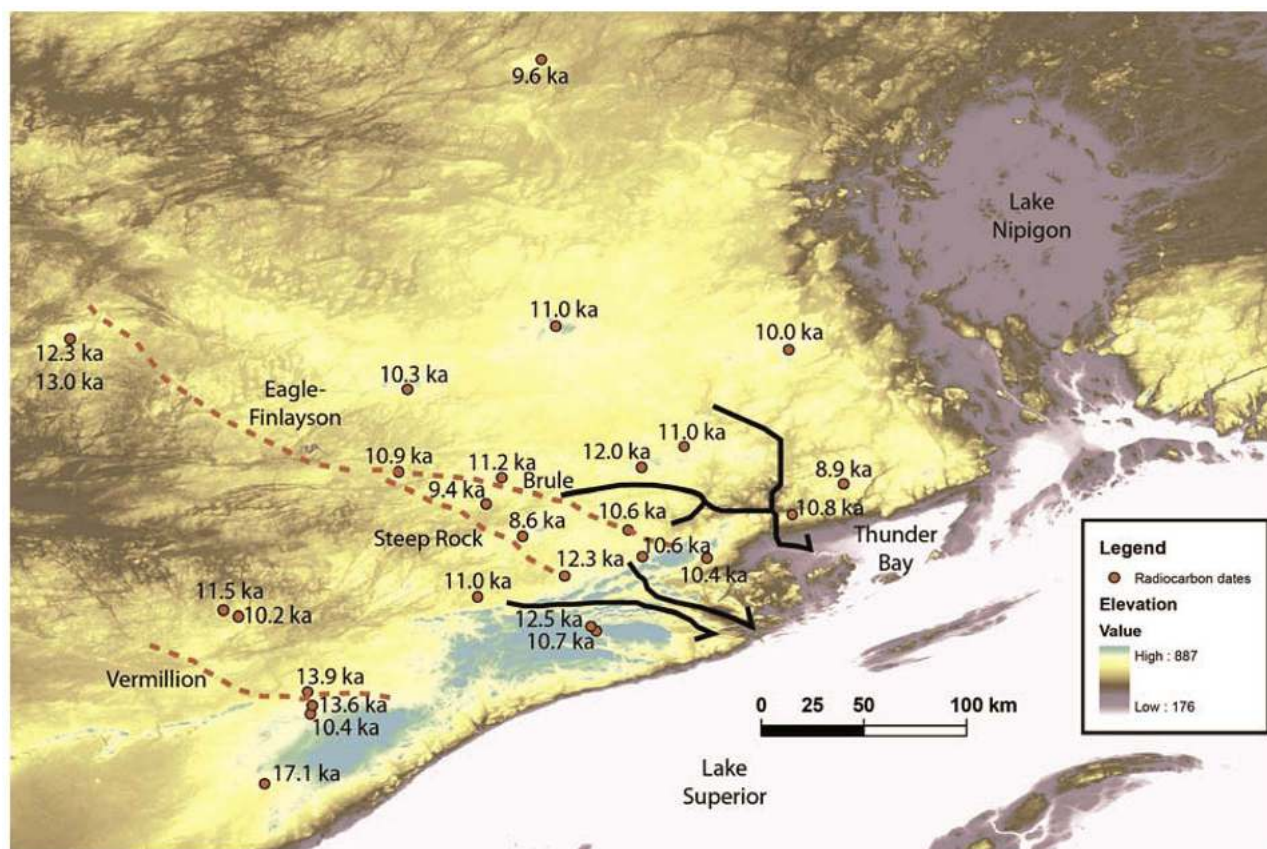 9.6 ka
Lake
Nipigon
11.0 ka
10.0 ka
12.3 ka
13.0 ka
Eagle-
Finlayson
10.3 ka
11.0 ka
12.0 ka
10.9 ka
11.2 ka
Brule
8.9 ka
9.4 ka
10.8 ka
10.6 ka
Steep Rock
8.6 ka
Thunder
Bay
10.6 ka
10.4 ka
12.3 ka
11.0 ka
11.5 ka
10.2 ka
12.5 ka
10.7 ka
Vermillion
13.9 ka
13.6 ka
10.4 ka
17.1 ka
0 25 50 100 km
Lake
Superior
Legend
Radiocarbon dates
Elevation
Value
High : 887
Low : 176